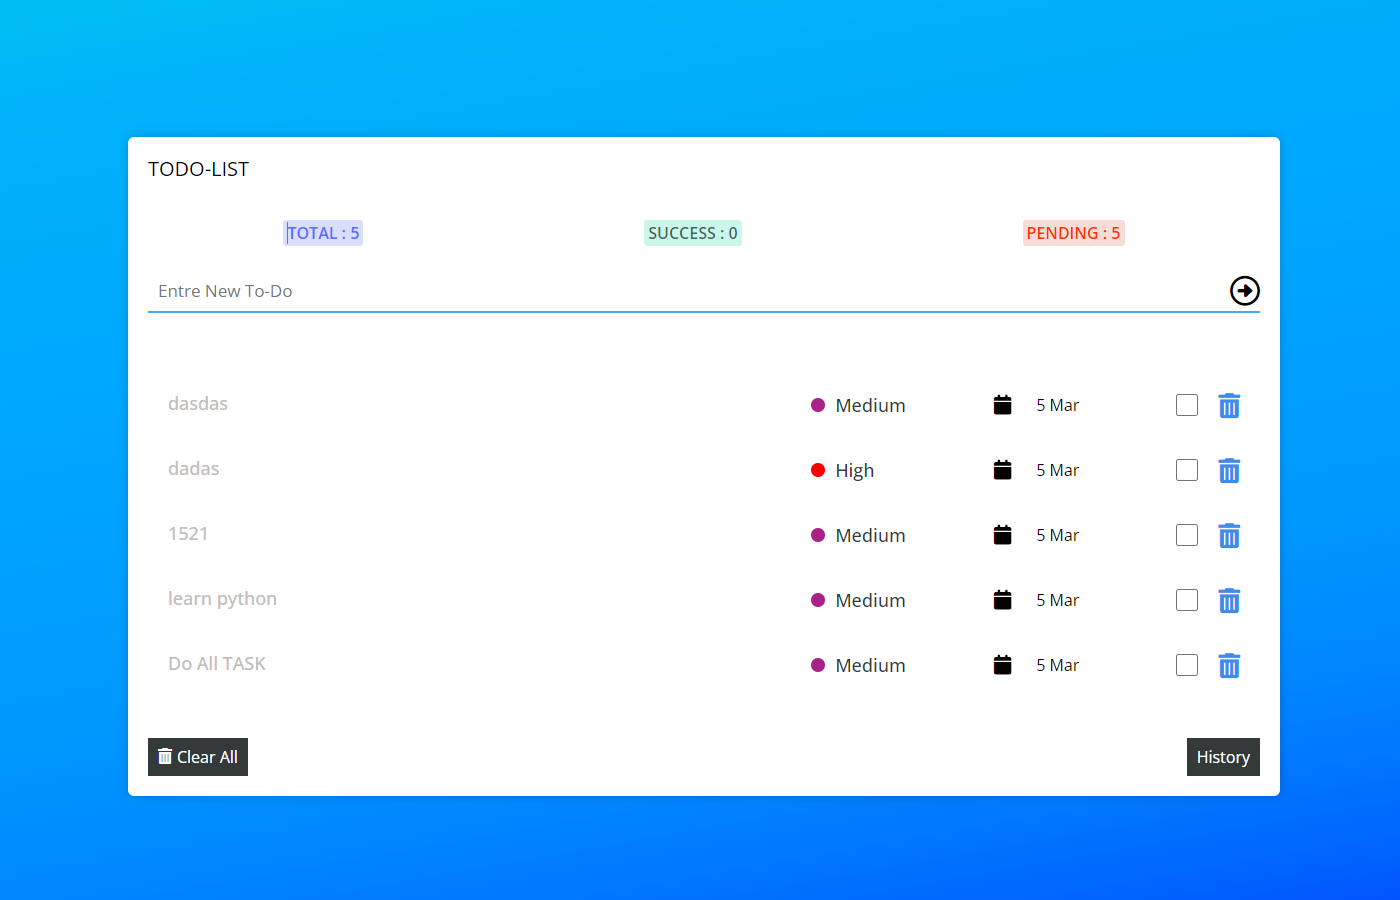 TODO-LIST
TOTAL : 5 SUCCESS : 0 PENDING : 5
Entre New To-Do
dasdas Medium 5 Mar
dadas High 5 Mar
1521 Medium 5 Mar
learn python Medium 5 Mar
Do All TASK Medium 5 Mar
Clear All History